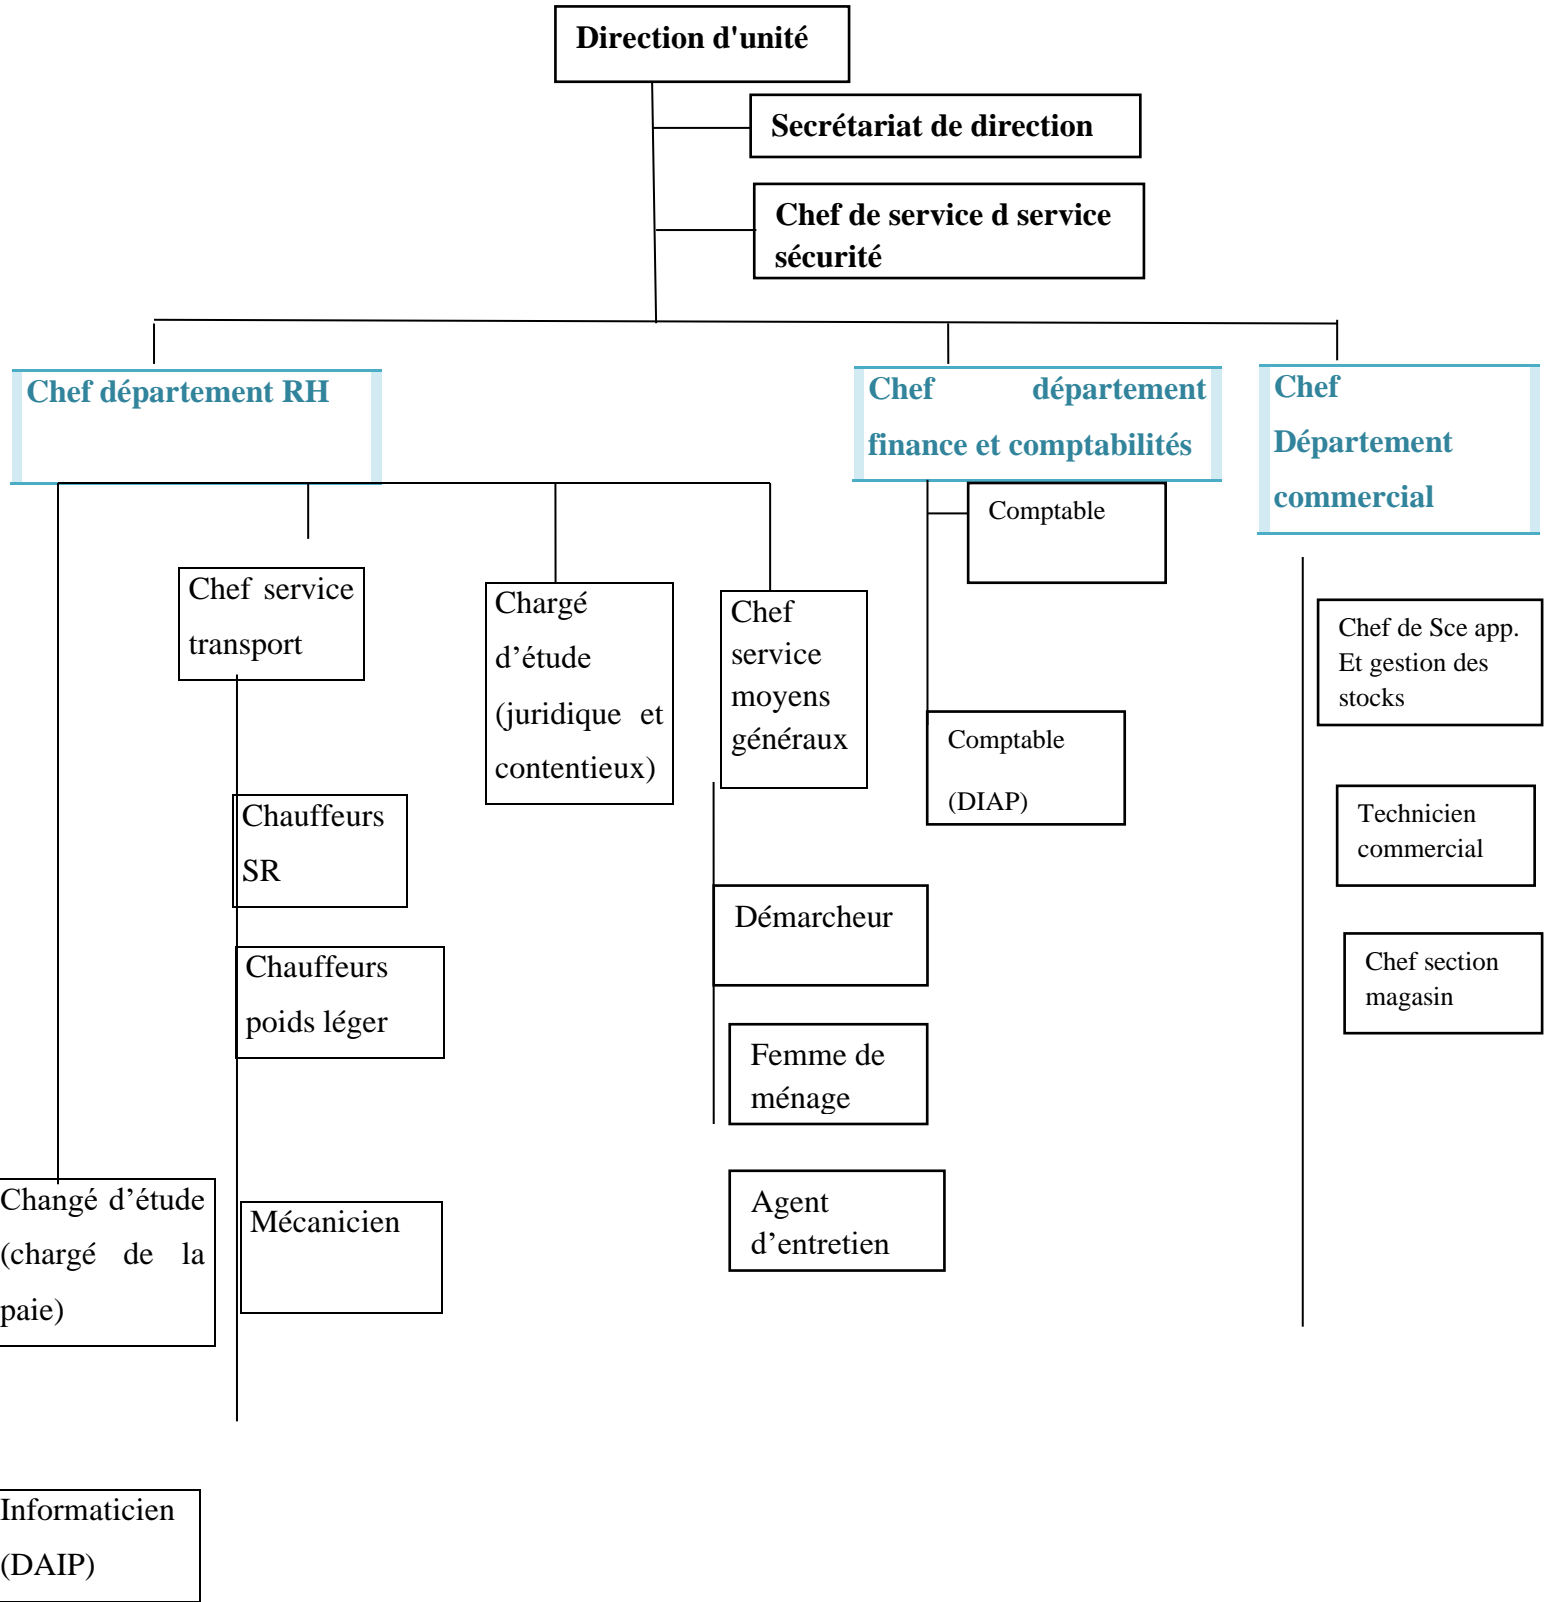 Direction d'unité
Secrétariat de direction
Chef de service d service
sécurité
Chef département RH
Chef département
finance et comptabilités
Chef
Département
commercial
Comptable
Chef service
transport
Chargé
d’étude
(juridique et
contentieux)
Chef
service
moyens
généraux
Chef de Sce app.
Et gestion des
stocks
Comptable
(DIAP)
Technicien
commercial
Chauffeurs
SR
Démarcheur
Chef section
magasin
Chauffeurs
poids léger
Femme de
ménage
Changé d’étude
(chargé de la
paie)
Mécanicien
Agent
d’entretien
Informaticien
(DAIP)